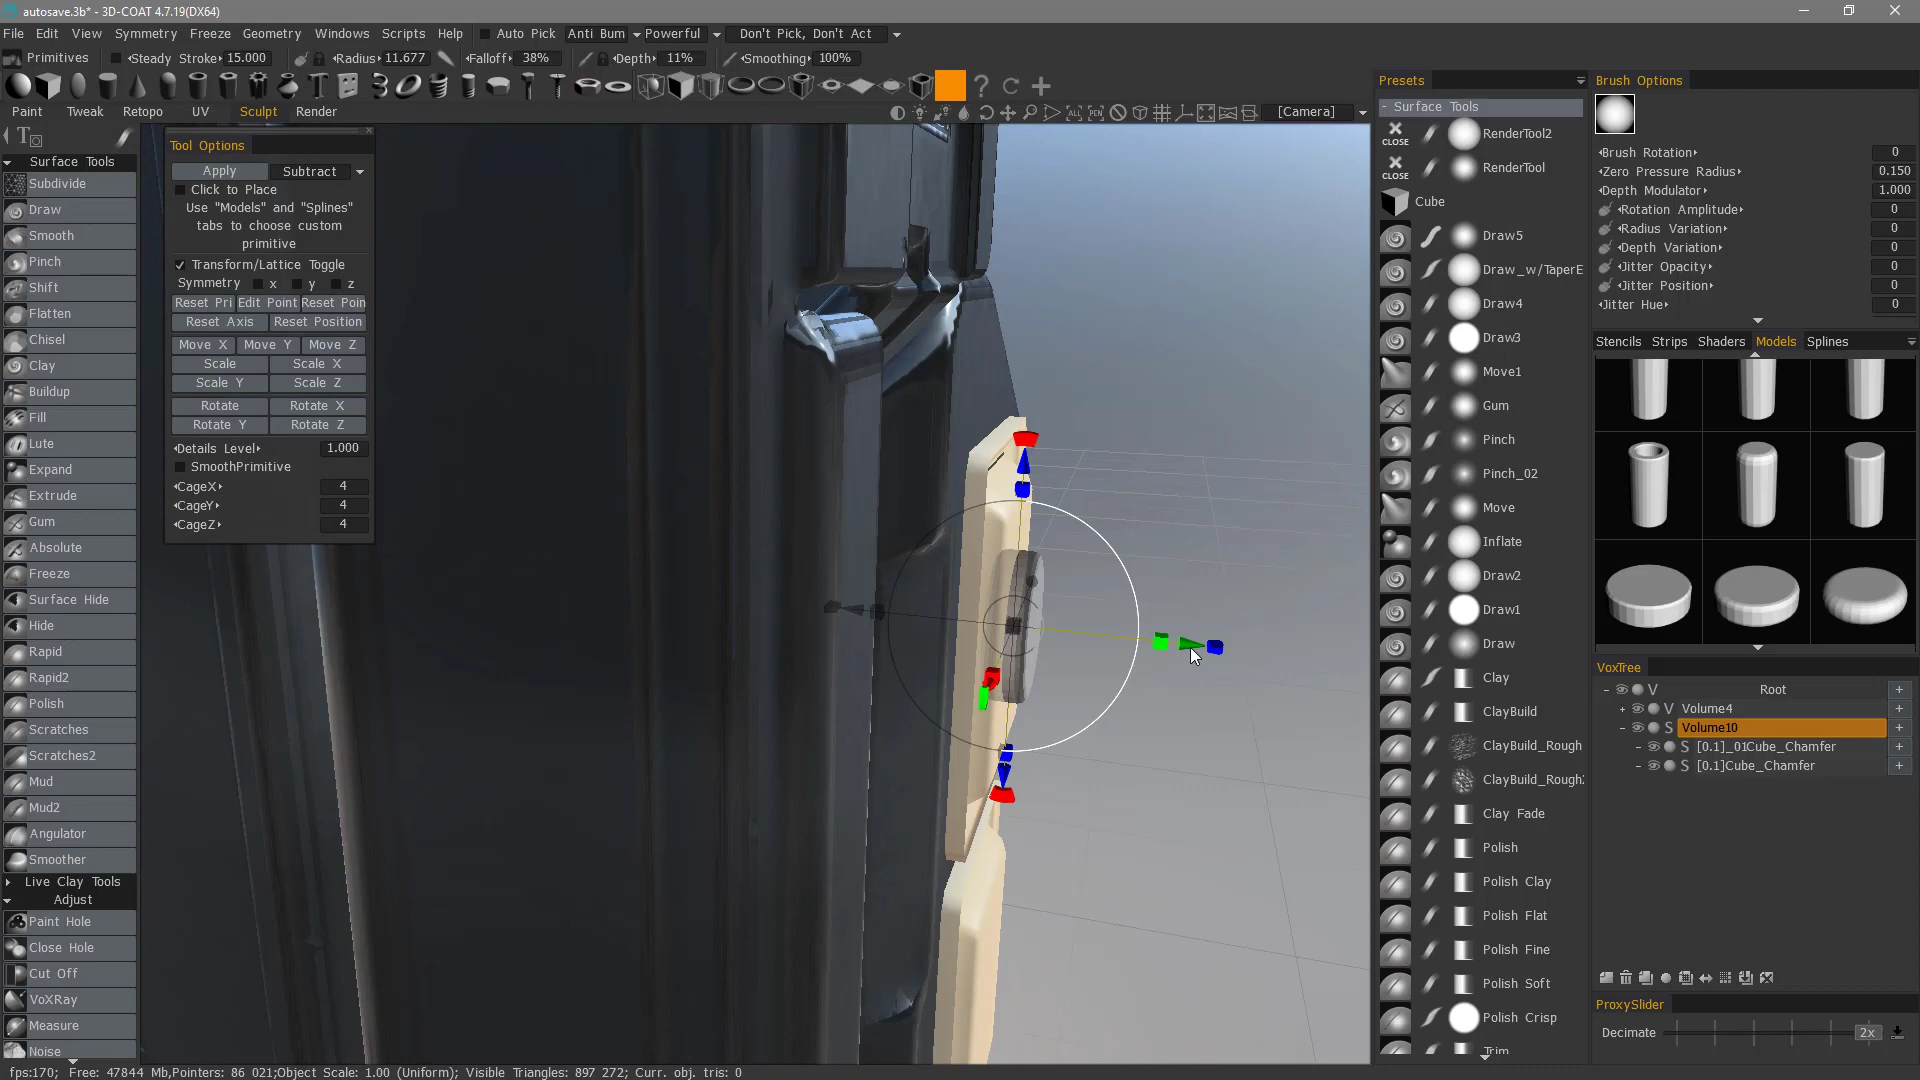 autosave.3b* - 3D-COAT 4.7.19(DX64)
File Edit View Symmetry Freeze Geometry Windows Scripts Help Auto Pick Anti Bum Powerful Don't Pick, Don't Act
Primitives Steady Stroke 15.000 Radius 11.677 Falloff 38% Depth 11% Smoothing 100%
Paint Tweak Retopo UV Sculpt Render [Camera]
Surface Tools
Subdivide
Draw
Smooth
Pinch
Shift
Flatten
Chisel
Clay
Buildup
Fill
Lute
Expand
Extrude
Gum
Absolute
Freeze
Surface Hide
Hide
Rapid
Rapid2
Polish
Scratches
Scratches2
Mud
Mud2
Angulator
Smoother
Live Clay Tools
Adjust
Paint Hole
Close Hole
Cut Off
VoXRay
Measure
Noise
Tool Options
Apply Subtract
Click to Place
Use "Models" and "Splines"
tabs to choose custom
primitive
Transform/Lattice Toggle
Symmetry x y z
Reset Pri Edit Point Reset Poin
Reset Axis Reset Position
Move X Move Y Move Z
Scale Scale X
Scale Y Scale Z
Rotate Rotate X
Rotate Y Rotate Z
Details Level 1.000
SmoothPrimitive
CageX 4
CageY 4
CageZ 4
Presets
Surface Tools
CLOSE RenderTool2
CLOSE RenderTool
Cube
Draw5
Draw_w/TaperE
Draw4
Draw3
Move1
Gum
Pinch
Pinch_02
Move
Inflate
Draw2
Draw1
Draw
Clay
ClayBuild
ClayBuild_Rough
ClayBuild_Rough
Clay Fade
Polish
Polish Clay
Polish Flat
Polish Fine
Polish Soft
Polish Crisp
Trim
Brush Options
Brush Rotation 0
Zero Pressure Radius 0.150
Depth Modulator 1.000
Rotation Amplitude 0
Radius Variation 0
Depth Variation 0
Jitter Opacity 0
Jitter Position 0
Jitter Hue 0
Stencils Strips Shaders Models Splines
VoxTree
V Root +
V Volume4 +
S Volume10 +
S [0.1]_01Cube_Chamfer +
S [0.1]Cube_Chamfer +
ProxySlider
Decimate 2x
fps:170; Free: 47844 Mb,Pointers: 86 021;Object Scale: 1.00 (Uniform); Visible Triangles: 897 272; Curr. obj. tris: 0